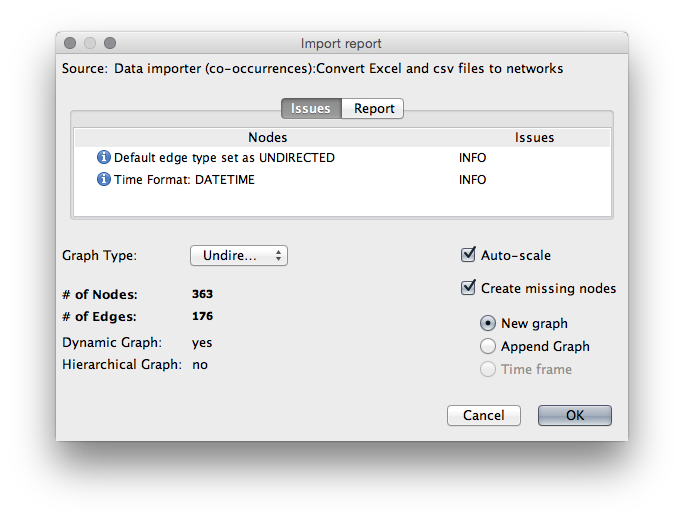 Import report
Source: Data importer (co-occurrences):Convert Excel and csv files to networks
Issues Report
Nodes Issues
Default edge type set as UNDIRECTED INFO
Time Format: DATETIME INFO
Graph Type: Undire... Auto-scale
# of Nodes: 363 Create missing nodes
# of Edges: 176 New graph
Dynamic Graph: yes Append Graph
Hierarchical Graph: no Time frame
Cancel OK